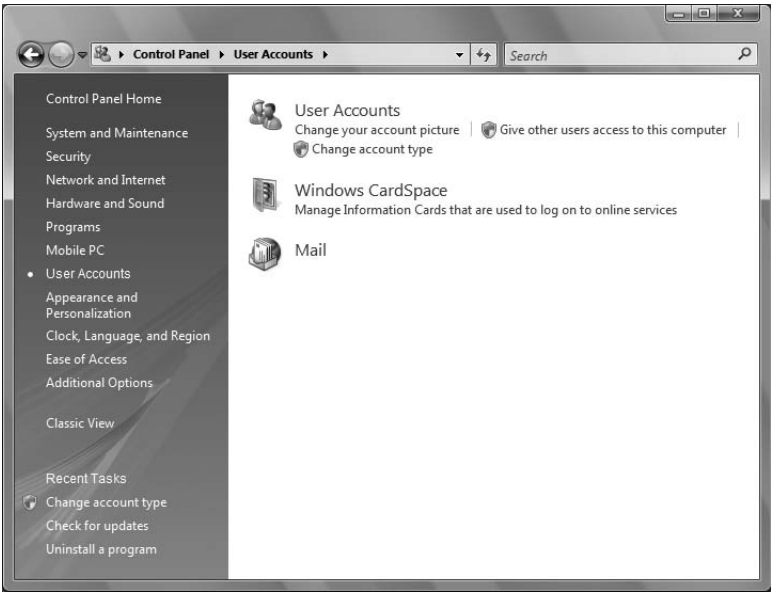 Control Panel
User Accounts
Search
Control Panel Home
System and Maintenance
Security
Network and Internet
Hardware and Sound
Programs
Mobile PC
User Accounts
Appearance and
Personalization
Clock, Language, and Region
Ease of Access
Additional Options
Classic View
Recent Tasks
Change account type
Check for updates
Uninstall a program
User Accounts
Change your account picture
Give other users access to this computer
Change account type
Windows CardSpace
Manage Information Cards that are used to log on to online services
Mail